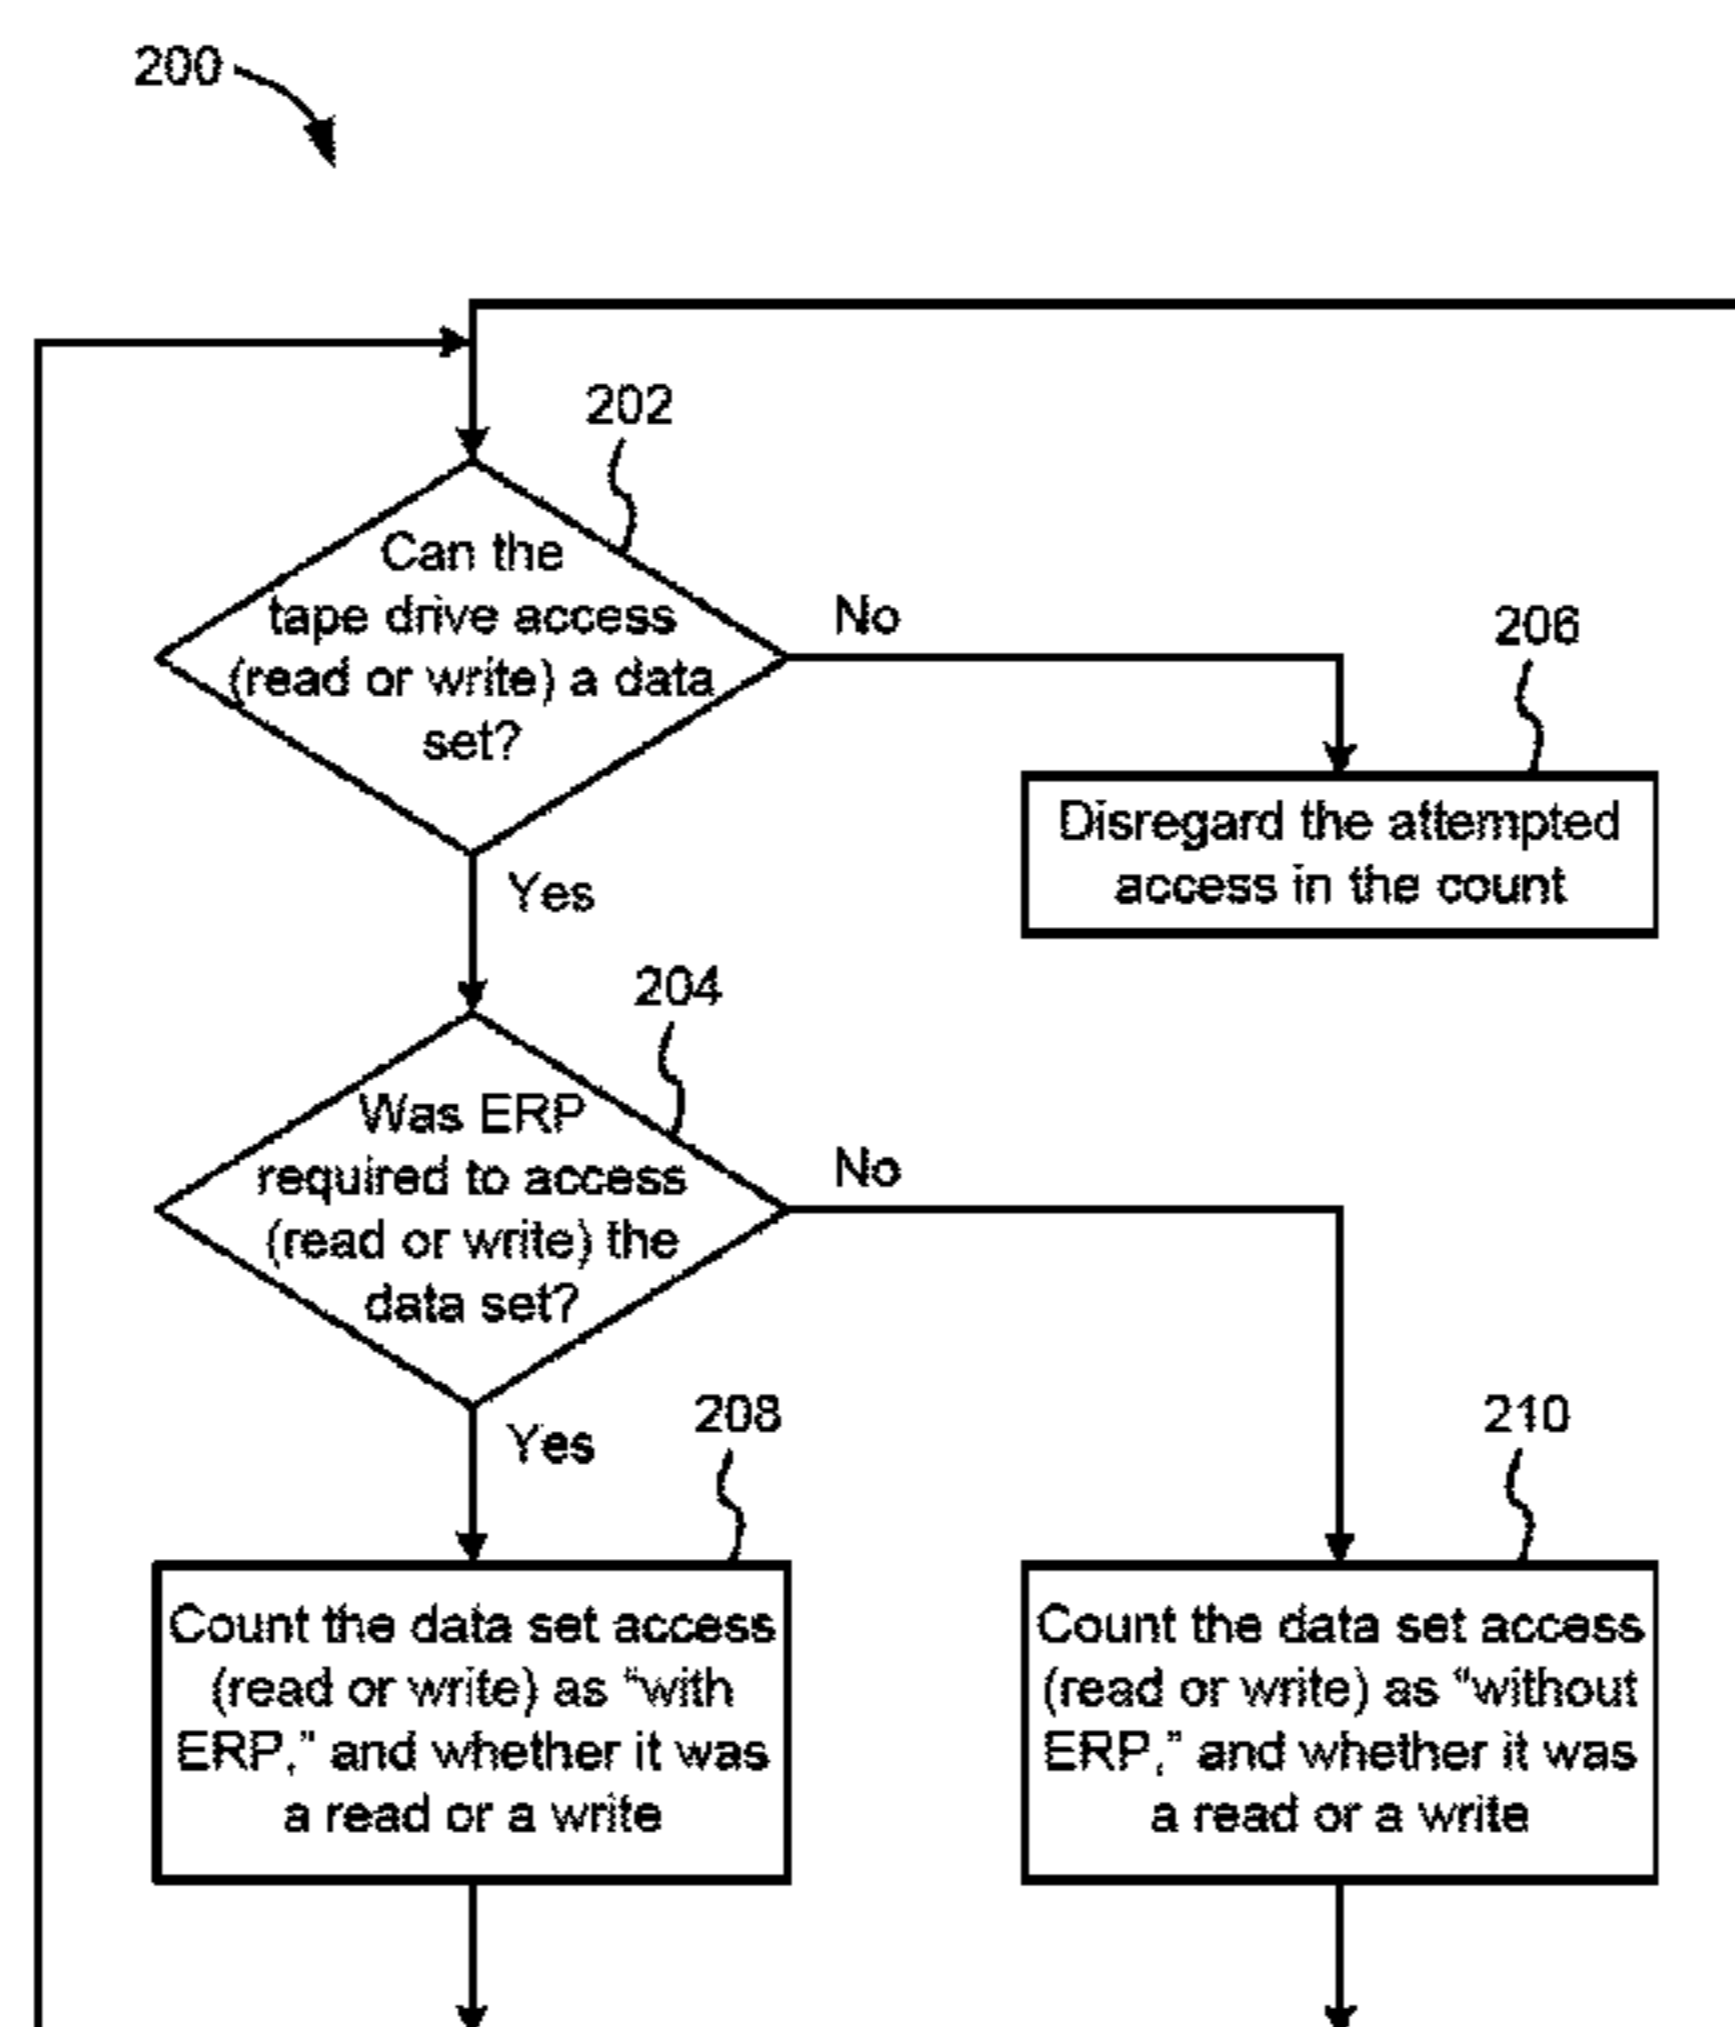 200
202
Can the
tape drive access
(read or write) a data
set?
No
206
Disregard the attempted
access in the count
Yes
204
Was ERP
required to access
(read or write) the
data set?
No
Yes
208
210
Count the data set access
(read or write) as “with
ERP,” and whether it was
a read or a write
Count the data set access
(read or write) as “without
ERP,” and whether it was
a read or a write